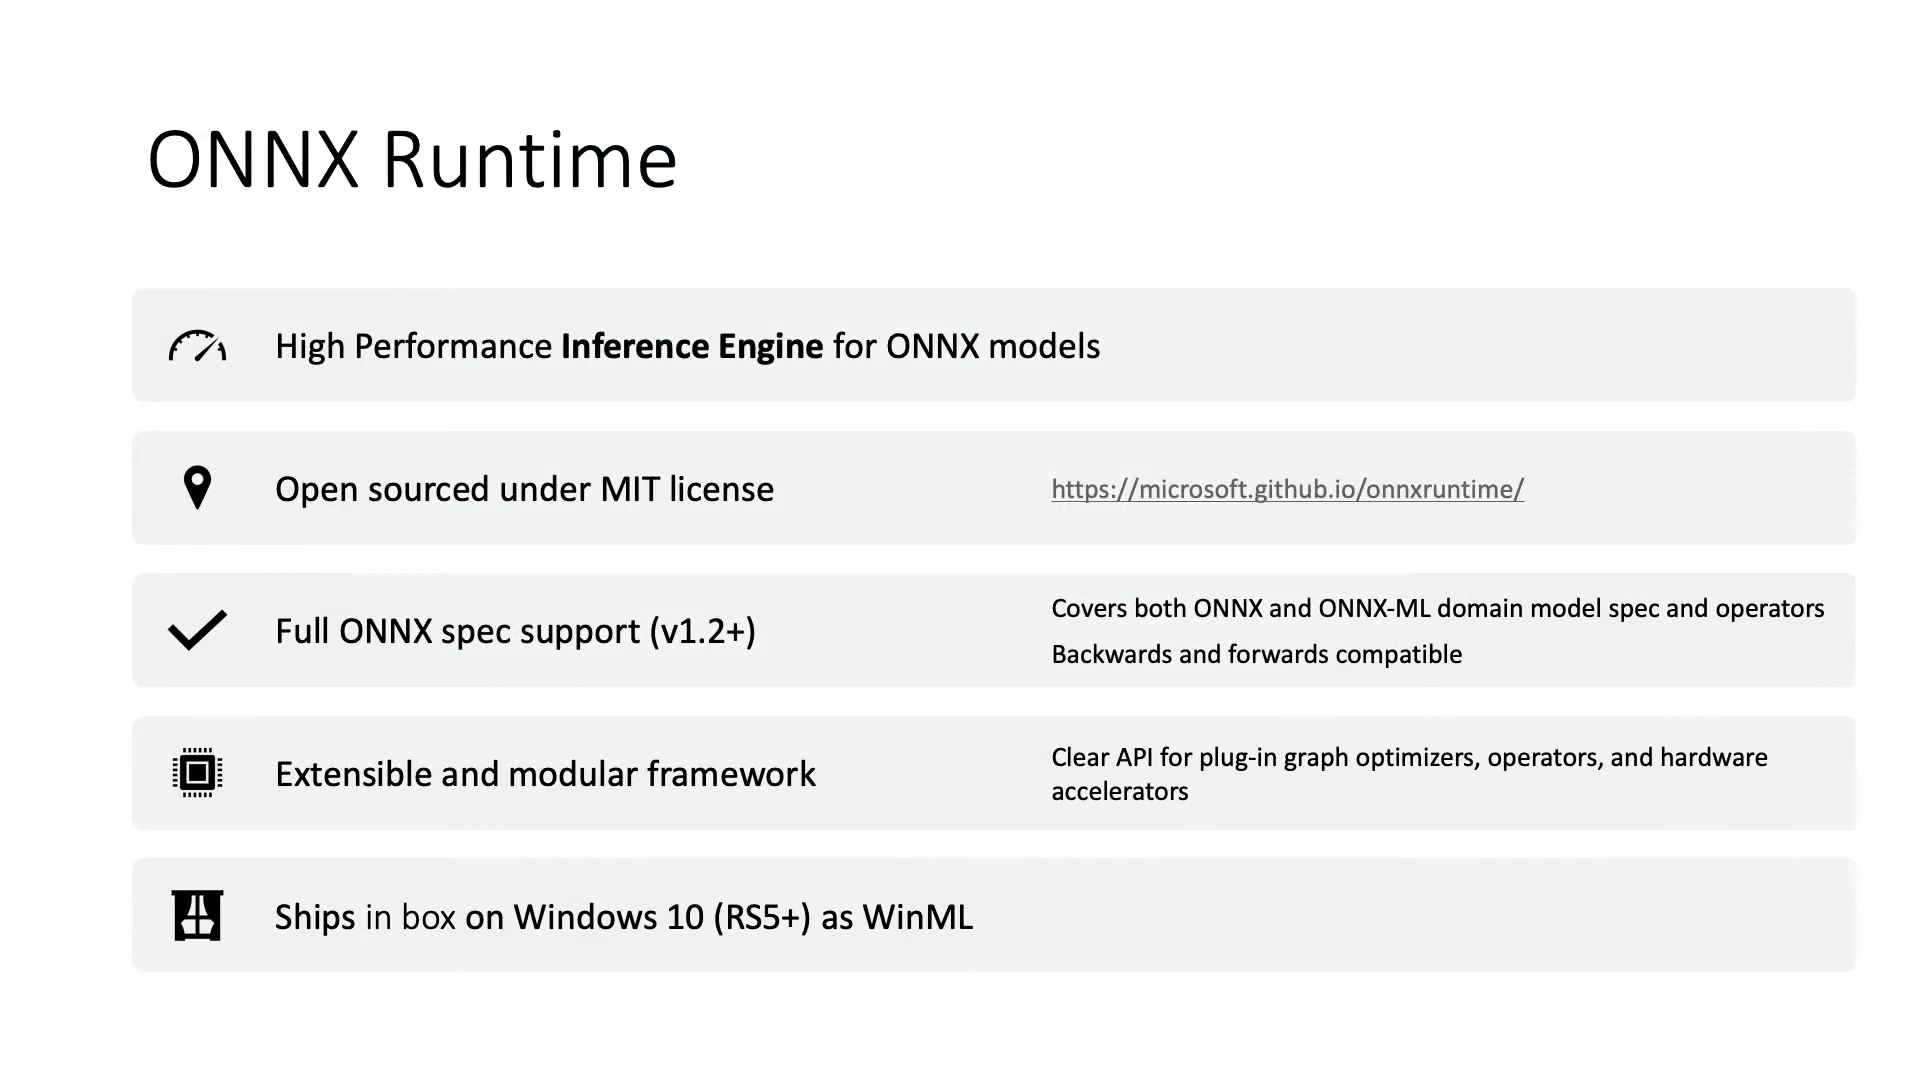 ONNX Runtime
High Performance Inference Engine for ONNX models
Open sourced under MIT license
https://microsoft.github.io/onnxruntime/
Full ONNX spec support (v1.2+)
Covers both ONNX and ONNX-ML domain model spec and operators
Backwards and forwards compatible
Extensible and modular framework
Clear API for plug-in graph optimizers, operators, and hardware
accelerators
Ships in box on Windows 10 (RS5+) as WinML